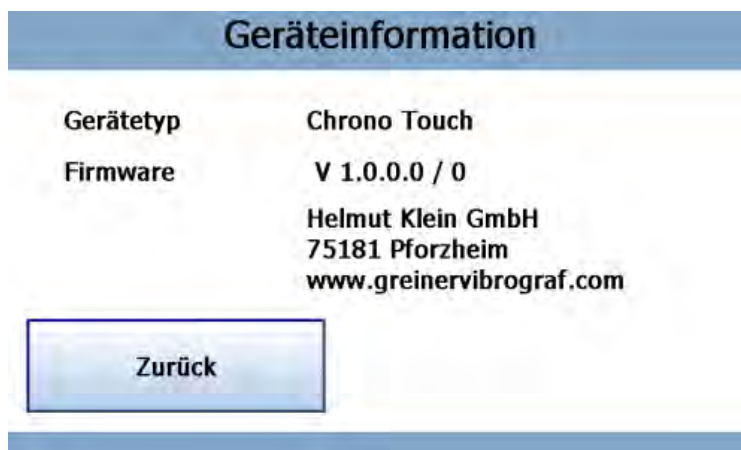 Geräteinformation
Gerätetyp Chrono Touch
Firmware V 1.0.0.0 / 0
Helmut Klein GmbH
75181 Pforzheim
www.greinervibrograf.com
Zurück